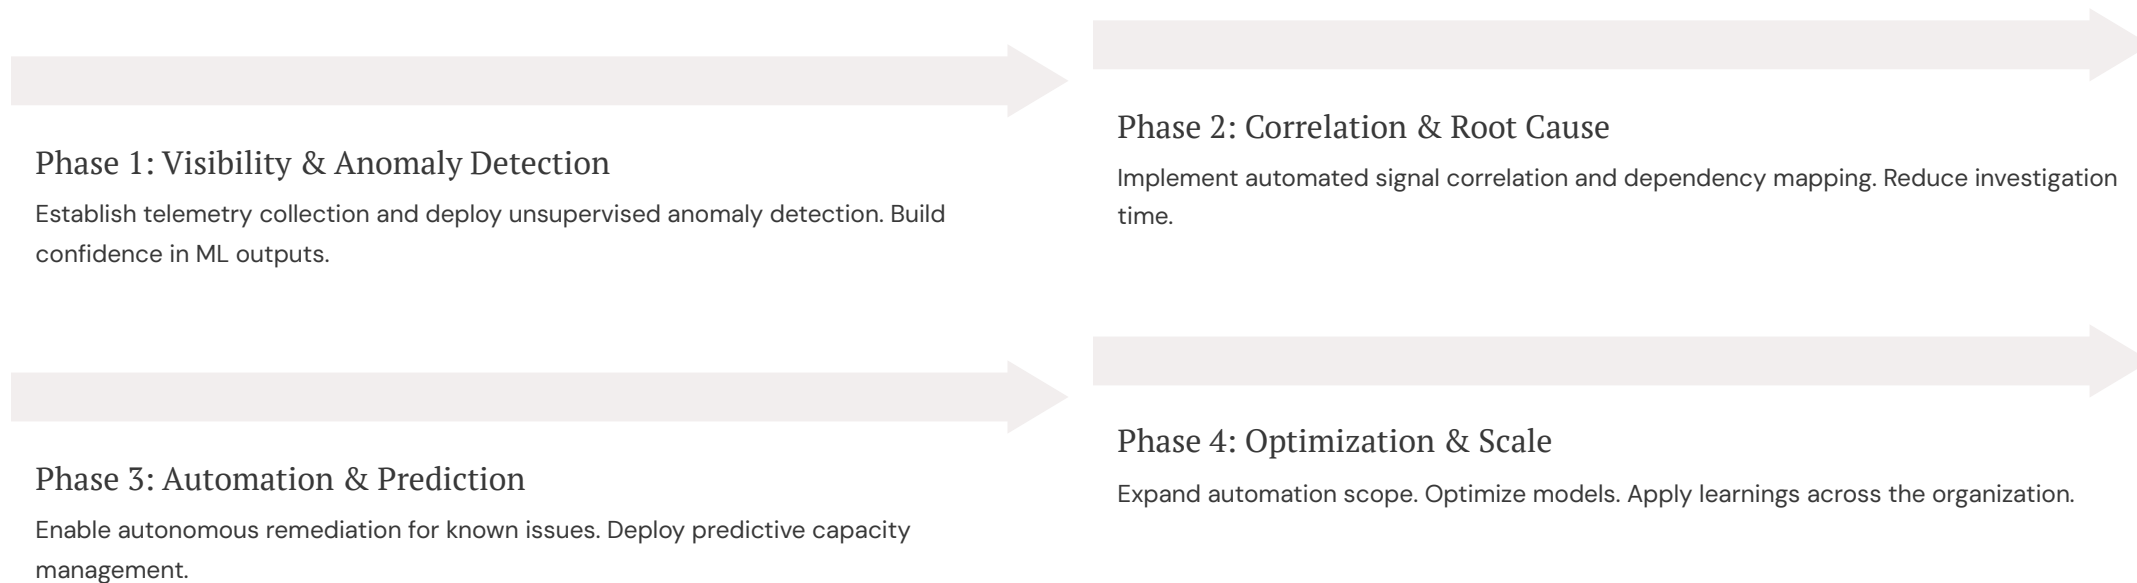 Phase 1: Visibility & Anomaly Detection
Establish telemetry collection and deploy unsupervised anomaly detection. Build
confidence in ML outputs.
Phase 2: Correlation & Root Cause
Implement automated signal correlation and dependency mapping. Reduce investigation
time.
Phase 3: Automation & Prediction
Enable autonomous remediation for known issues. Deploy predictive capacity
management.
Phase 4: Optimization & Scale
Expand automation scope. Optimize models. Apply learnings across the organization.